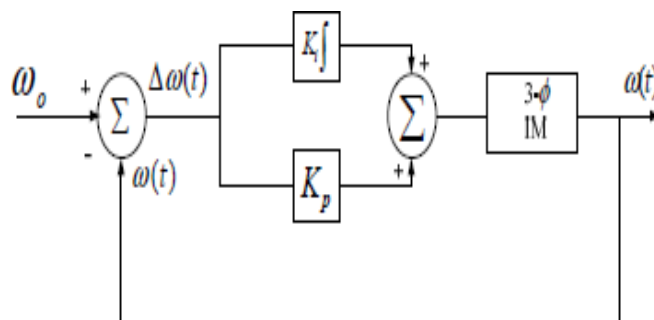 ω_o
+
-
Σ
Δω(t)
ω(t)
K_i∫
K_p
+
+
Σ
3-ϕ
IM
ω(t)